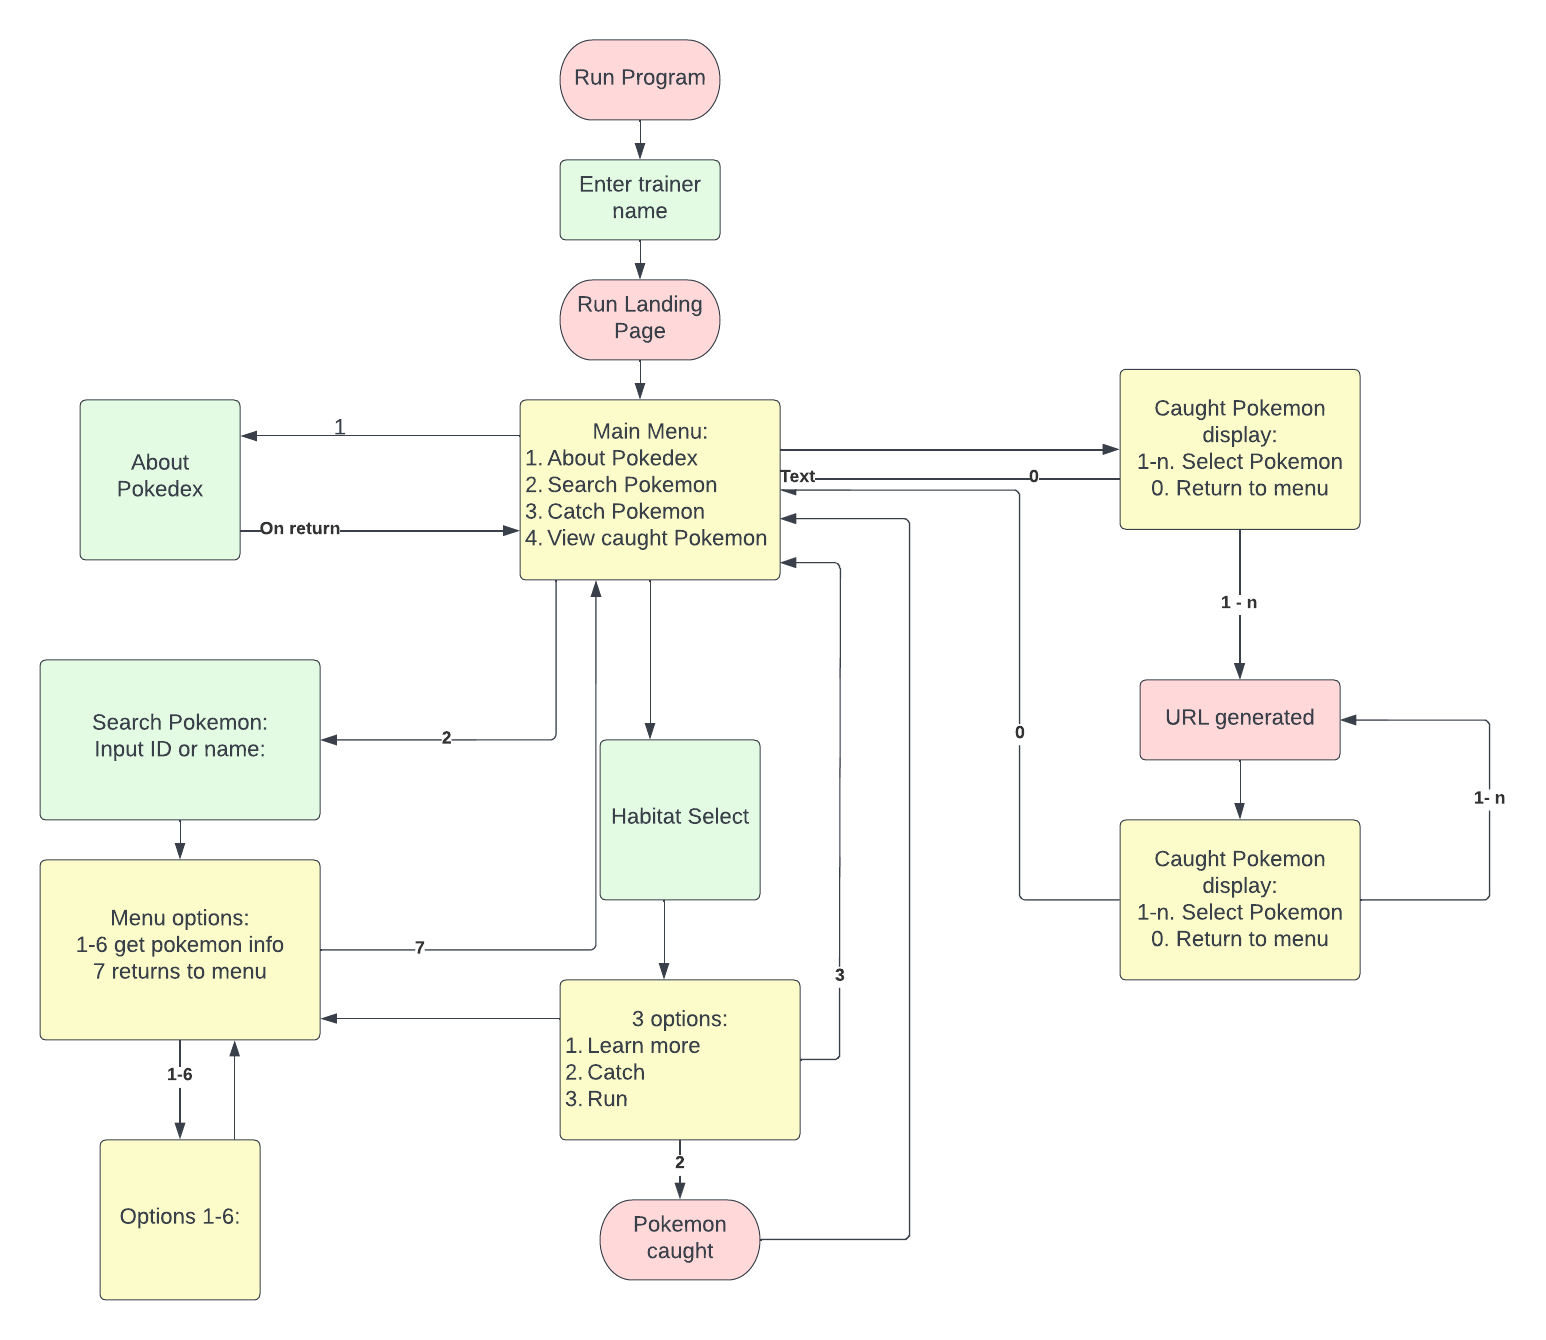 Run Program
Enter trainer
name
Run Landing
Page
Main Menu:
1. About Pokedex
2. Search Pokemon
3. Catch Pokemon
4. View caught Pokemon
1
About
Pokedex
On return
Text
0
Caught Pokemon
display:
1-n. Select Pokemon
0. Return to menu
1 - n
URL generated
1- n
0
Caught Pokemon
display:
1-n. Select Pokemon
0. Return to menu
2
Search Pokemon:
Input ID or name:
Menu options:
1-6 get pokemon info
7 returns to menu
7
1-6
Options 1-6:
Habitat Select
3 options:
1. Learn more
2. Catch
3. Run
3
2
Pokemon
caught